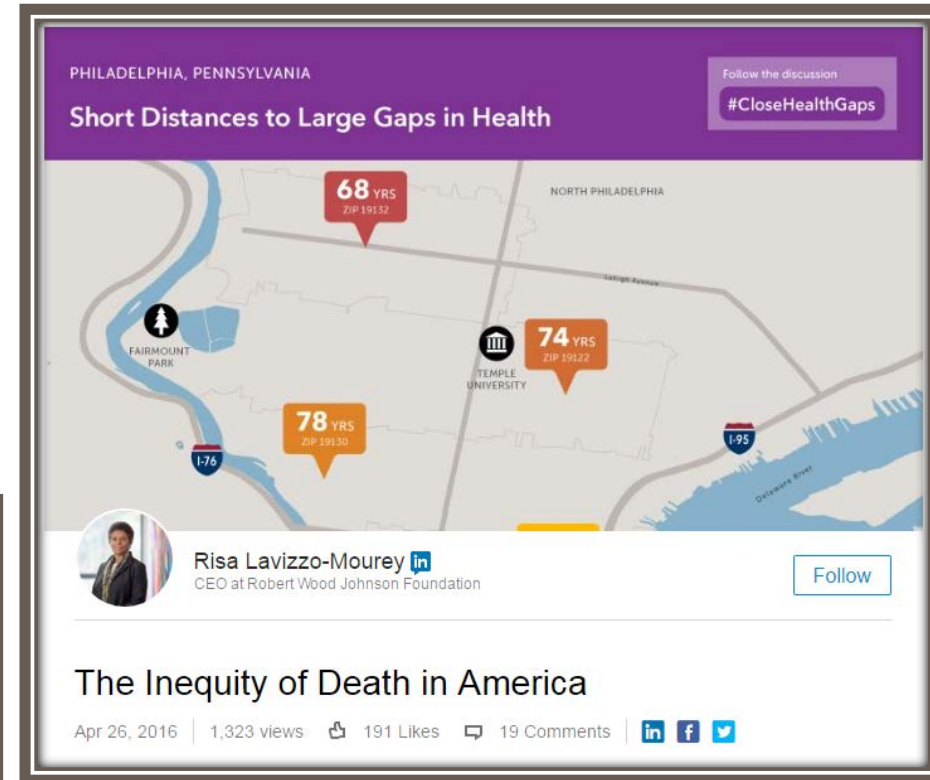 PHILADELPHIA, PENNSYLVANIA
Short Distances to Large Gaps in Health
Follow the discussion
#CloseHealthGaps
68 YRS
ZIP 19132
NORTH PHILADELPHIA
Lehigh Avenue
FAIRMOUNT
PARK
TEMPLE
UNIVERSITY
74 YRS
ZIP 19122
78 YRS
ZIP 19130
I-76
I-95
Delaware River
Risa Lavizzo-Mourey in
CEO at Robert Wood Johnson Foundation
Follow
The Inequity of Death in America
Apr 26, 2016 1,323 views 191 Likes 19 Comments in f